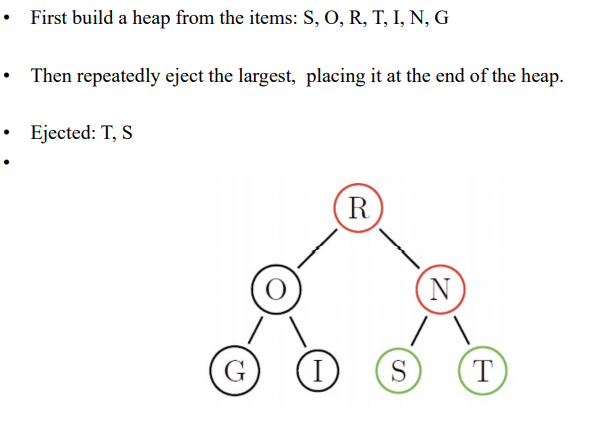 • First build a heap from the items: S, O, R, T, I, N, G
• Then repeatedly eject the largest, placing it at the end of the heap.
• Ejected: T, S
•
R
O N
G I S T